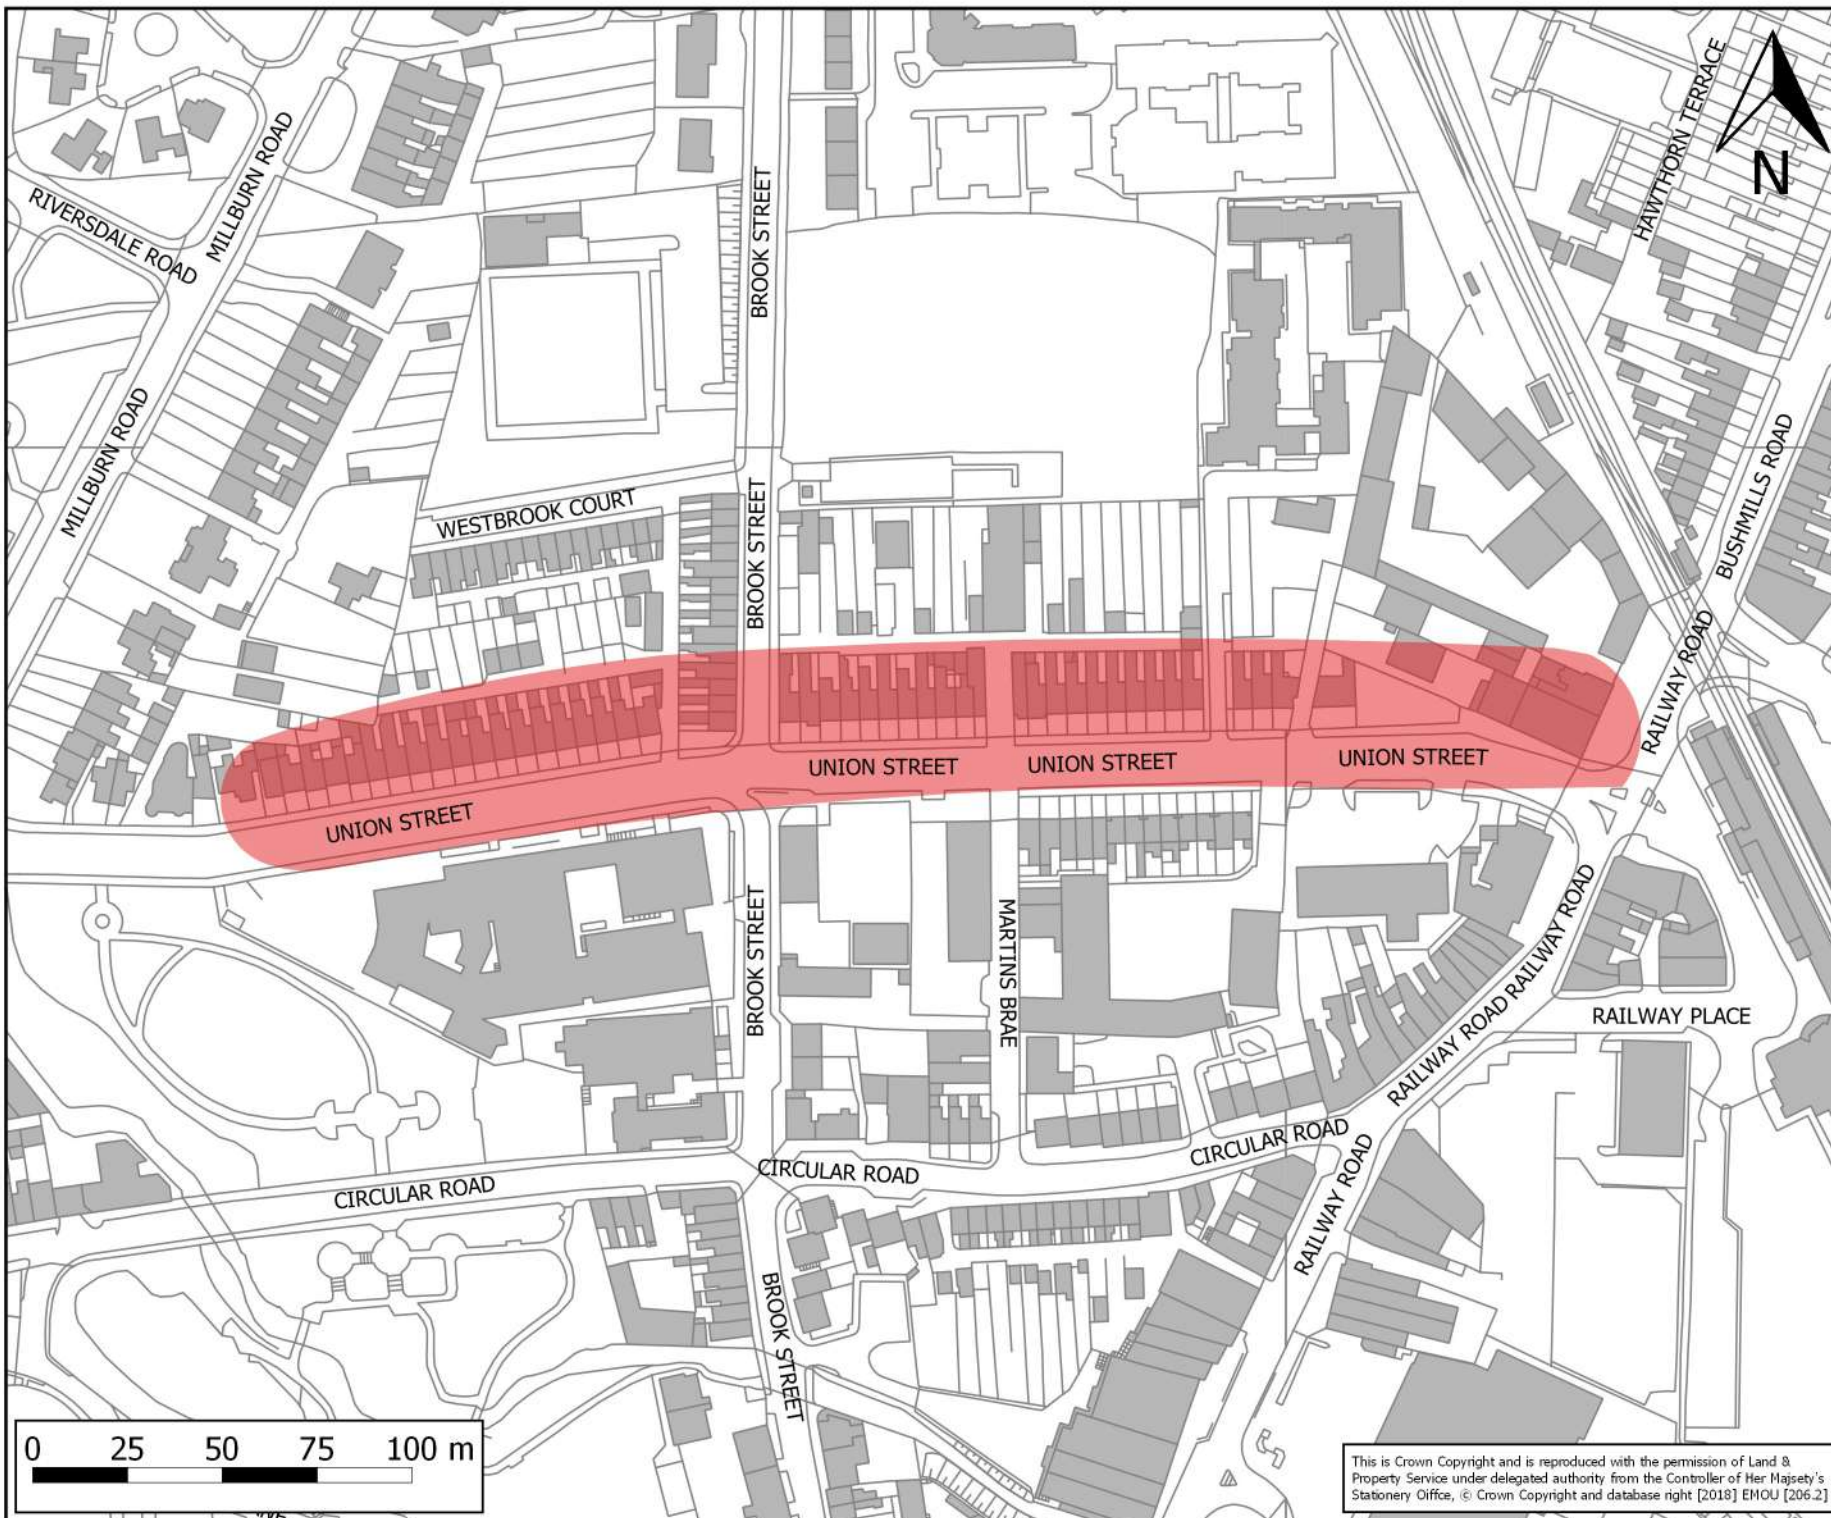 HAWTHORN TERRACE
MILLBURN ROAD
N
RIVERSDALE ROAD
BROOK STREET
MILLBURN ROAD
BUSHMILLS ROAD
WESTBROOK COURT
BROOK STREET
RAILWAY ROAD
UNION STREET
UNION STREET
UNION STREET
UNION STREET
BROOK STREET
MARTINS BRAE
RAILWAY ROAD
RAILWAY ROAD
RAILWAY PLACE
CIRCULAR ROAD
CIRCULAR ROAD
CIRCULAR ROAD
RAILWAY ROAD
BROOK STREET
0 25 50 75 100 m
This is Crown Copyright and is reproduced with the permission of Land &
Property Service under delegated authority from the Controller of Her Majsety's
Stationery Oiffce, © Crown Copyright and database right [2018] EMOU [206.2]